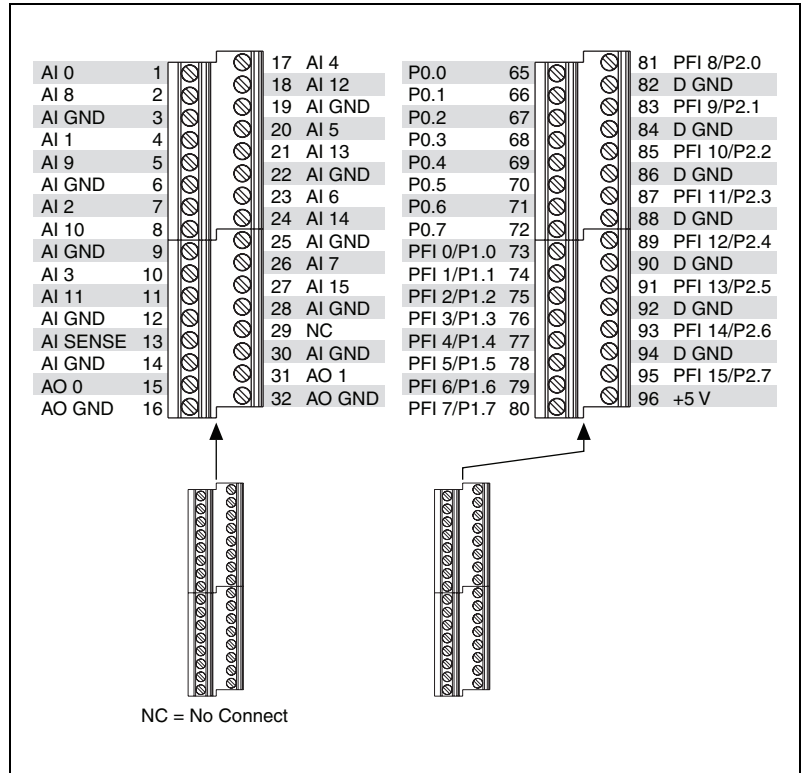 AI 0 1
AI 8 2
AI GND 3
AI 1 4
AI 9 5
AI GND 6
AI 2 7
AI 10 8
AI GND 9
AI 3 10
AI 11 11
AI GND 12
AI SENSE 13
AI GND 14
AO 0 15
AO GND 16
17 AI 4
18 AI 12
19 AI GND
20 AI 5
21 AI 13
22 AI GND
23 AI 6
24 AI 14
25 AI GND
26 AI 7
27 AI 15
28 AI GND
29 NC
30 AI GND
31 AO 1
32 AO GND
P0.0 65
P0.1 66
P0.2 67
P0.3 68
P0.4 69
P0.5 70
P0.6 71
P0.7 72
PFI 0/P1.0 73
PFI 1/P1.1 74
PFI 2/P1.2 75
PFI 3/P1.3 76
PFI 4/P1.4 77
PFI 5/P1.5 78
PFI 6/P1.6 79
PFI 7/P1.7 80
81 PFI 8/P2.0
82 D GND
83 PFI 9/P2.1
84 D GND
85 PFI 10/P2.2
86 D GND
87 PFI 11/P2.3
88 D GND
89 PFI 12/P2.4
90 D GND
91 PFI 13/P2.5
92 D GND
93 PFI 14/P2.6
94 D GND
95 PFI 15/P2.7
96 +5 V
NC = No Connect